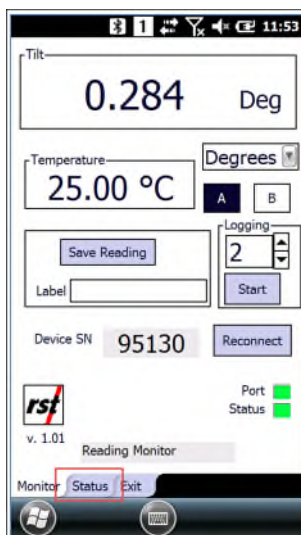 1 11:53
Tilt
0.284 Deg
Temperature
25.00 °C
Degrees
A B
Logging
2
Save Reading
Label
Start
Device SN 95130 Reconnect
rst
Port
Status
v. 1.01
Reading Monitor
Monitor Status Exit